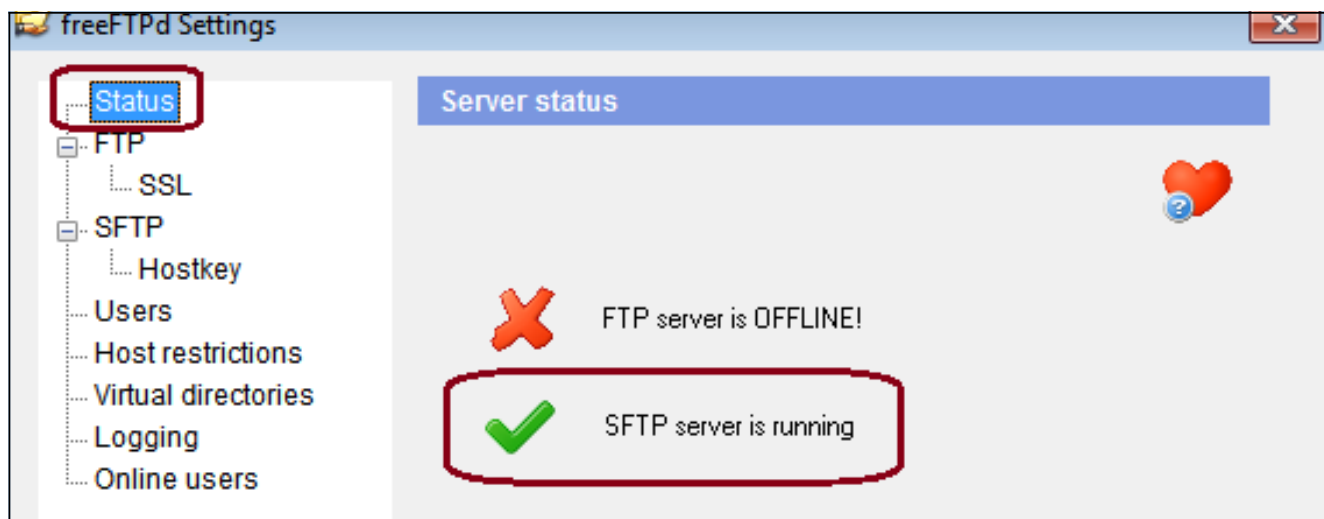 freeFTPd Settings
Status
FTP
SSL
SFTP
Hostkey
Users
Host restrictions
Virtual directories
Logging
Online users
Server status
?
FTP server is OFFLINE!
SFTP server is running